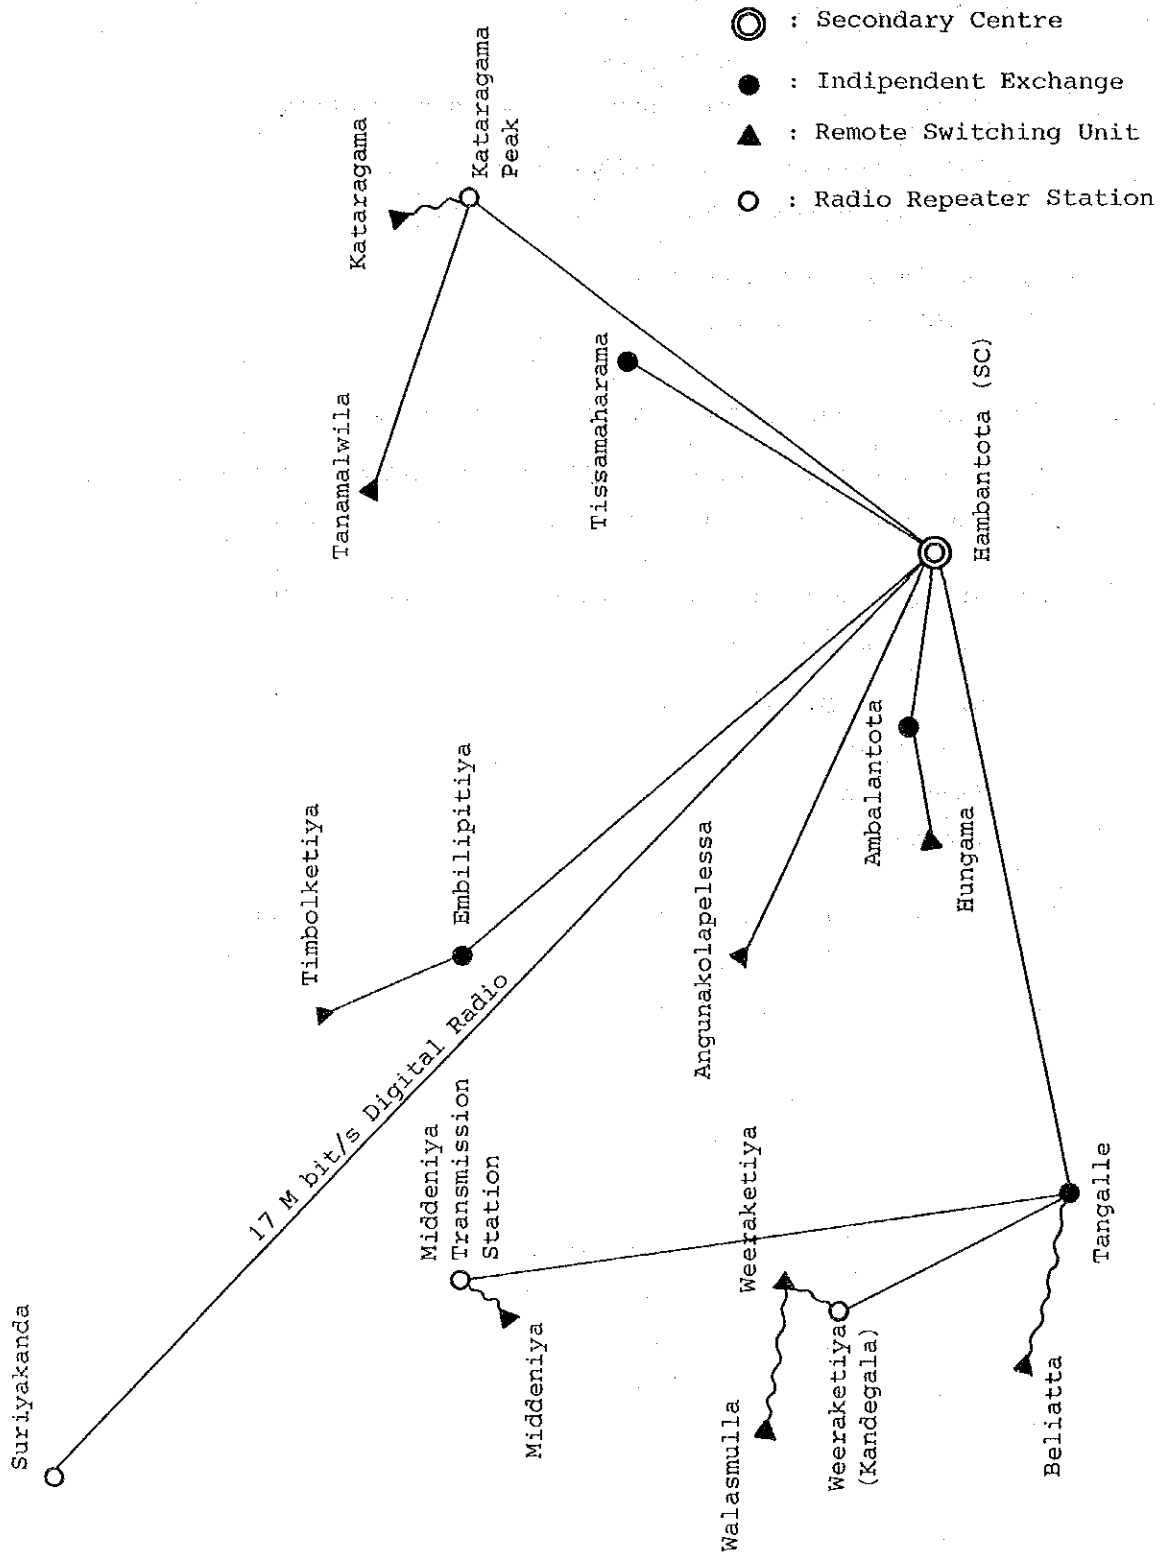 : Secondary Centre
: Indipendent Exchange
: Remote Switching Unit
: Radio Repeater Station
Suriyakanda
17 M bit/s Digital Radio
Timbolketiya
Embilipitiya
Tanamalwila
Kataragama
Kataragama
Peak
Tissamaharama
Hambantota (SC)
Middeniya
Transmission
Station
Middeniya
Angunakolapelessa
Ambalantota
Hungama
Weeraketiya
Walasmulla
Weeraketiya
(Kandegala)
Beliatta
Tangalle